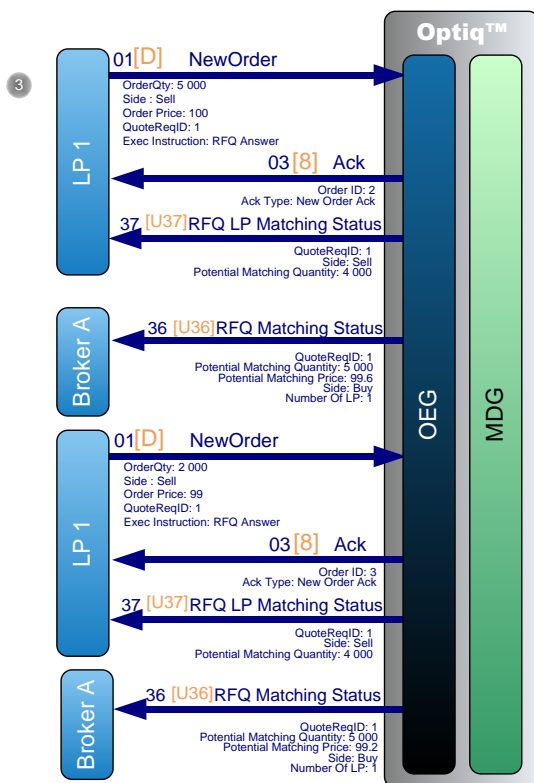 Optiq™
3
LP 1
01[D] NewOrder
OrderQty: 5 000
Side : Sell
Order Price: 100
QuoteReqID: 1
Exec Instruction: RFQ Answer
03[8] Ack
Order ID: 2
Ack Type: New Order Ack
37 [U37]RFQ LP Matching Status
QuoteReqID: 1
Side: Sell
Potential Matching Quantity: 4 000
Broker A
36 [U36]RFQ Matching Status
QuoteReqID: 1
Potential Matching Quantity: 5 000
Potential Matching Price: 99.6
Side: Buy
Number Of LP: 1
OEG
MDG
LP 1
01[D] NewOrder
OrderQty: 2 000
Side : Sell
Order Price: 99
QuoteReqID: 1
Exec Instruction: RFQ Answer
03[8] Ack
Order ID: 3
Ack Type: New Order Ack
37 [U37]RFQ LP Matching Status
QuoteReqID: 1
Side: Sell
Potential Matching Quantity: 4 000
Broker A
36 [U36]RFQ Matching Status
QuoteReqID: 1
Potential Matching Quantity: 5 000
Potential Matching Price: 99.2
Side: Buy
Number Of LP: 1